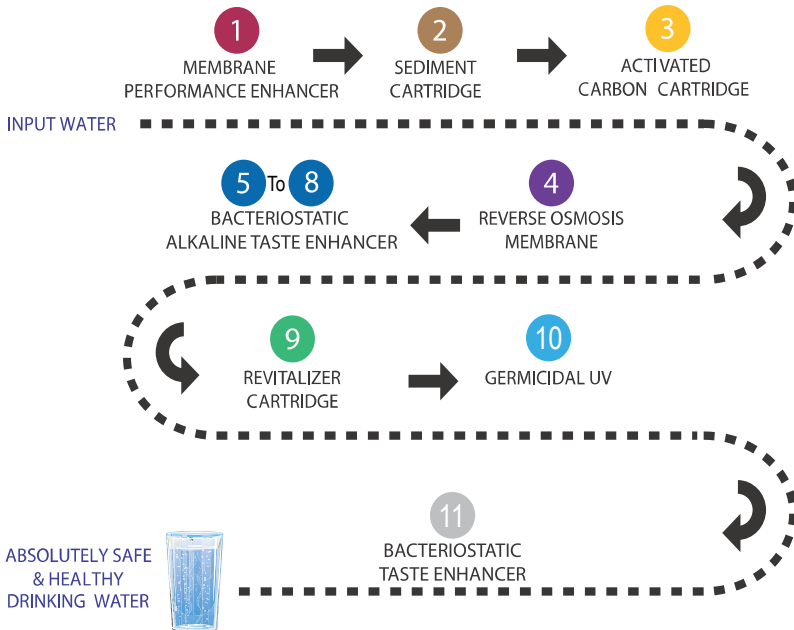 1
MEMBRANE
PERFORMANCE ENHANCER
2
SEDIMENT
CARTRIDGE
3
ACTIVATED
CARBON CARTRIDGE
INPUT WATER
4
REVERSE OSMOSIS
MEMBRANE
5 To 8
BACTERIOSTATIC
ALKALINE TASTE ENHANCER
9
REVITALIZER
CARTRIDGE
10
GERMICIDAL UV
11
BACTERIOSTATIC
TASTE ENHANCER
ABSOLUTELY SAFE
& HEALTHY
DRINKING WATER